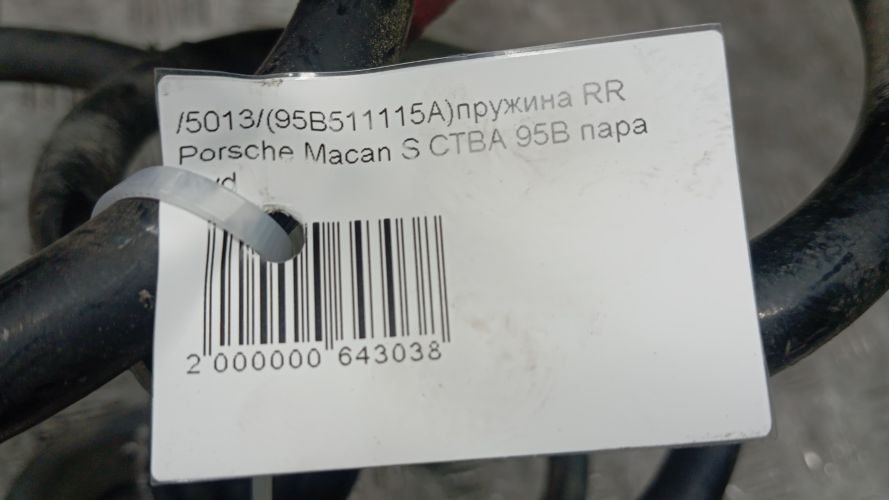 /5013/(95B511115A)пружина RR
Porsche Macan S CTBA 95B пара
2 000000 643038